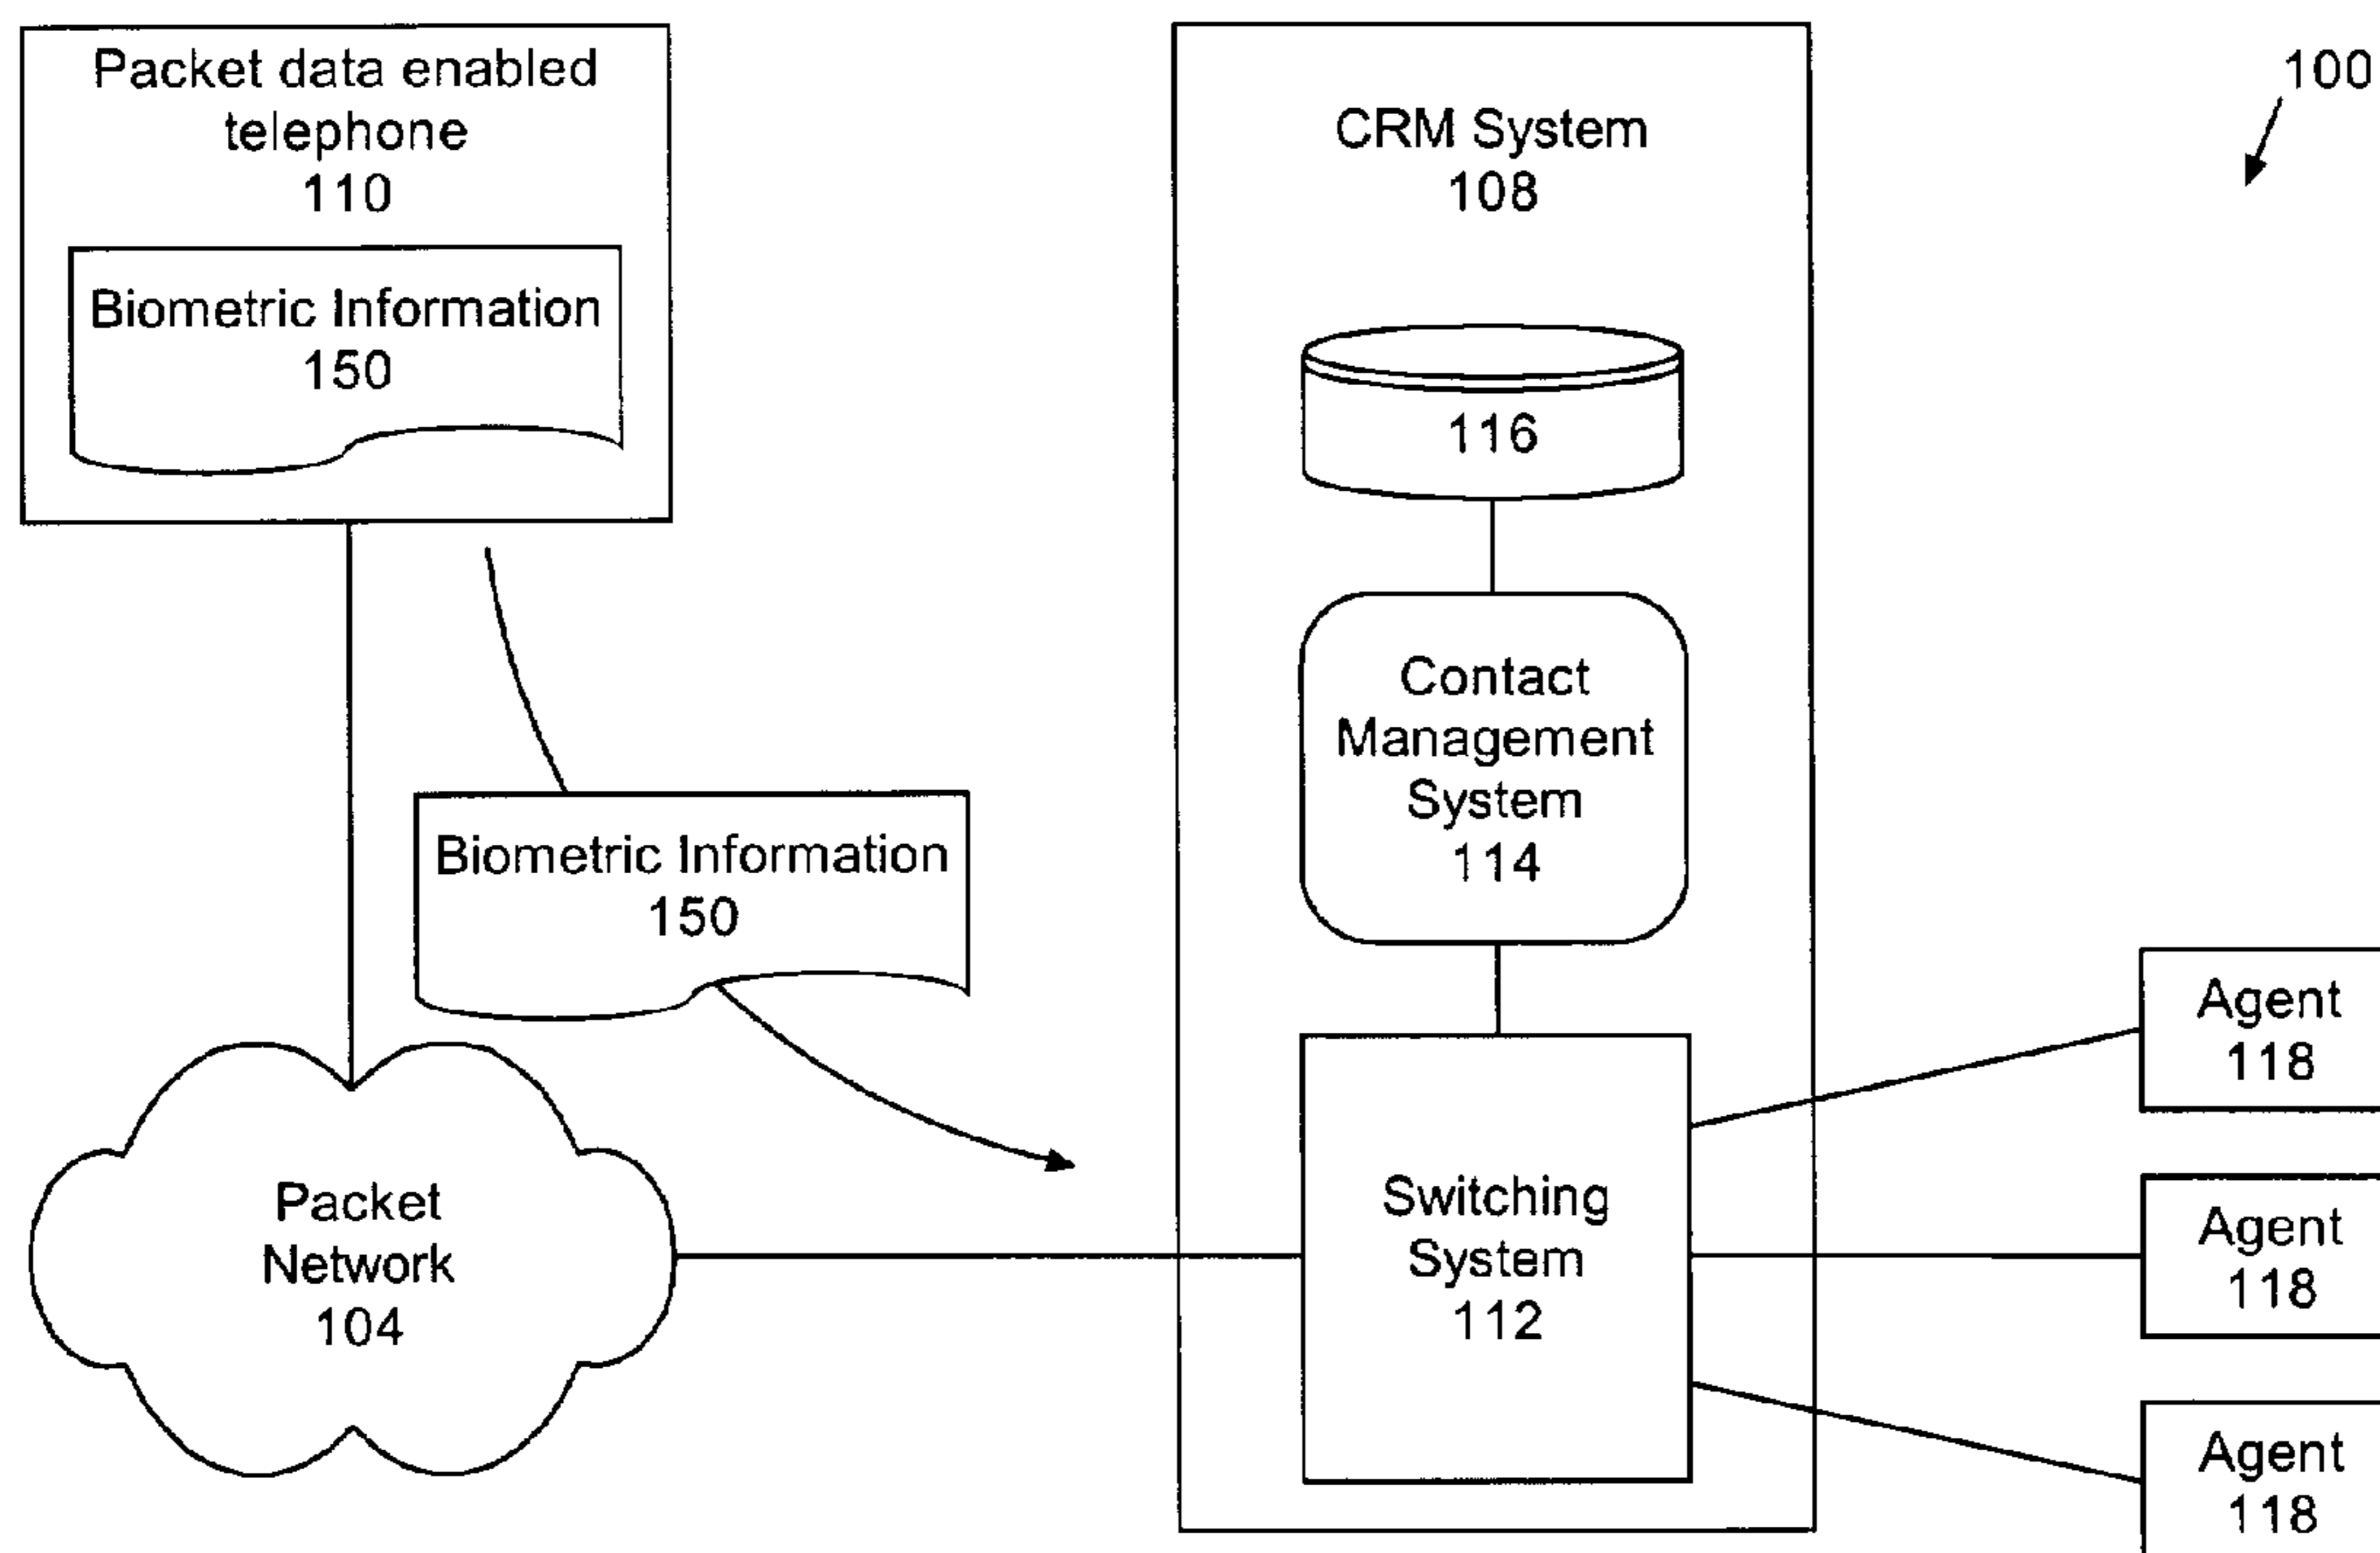 Packet data enabled
telephone
110
Biometric Information
150
CRM System
108
100
116
Contact
Management
System
114
Biometric Information
150
Packet
Network
104
Switching
System
112
Agent
118
Agent
118
Agent
118